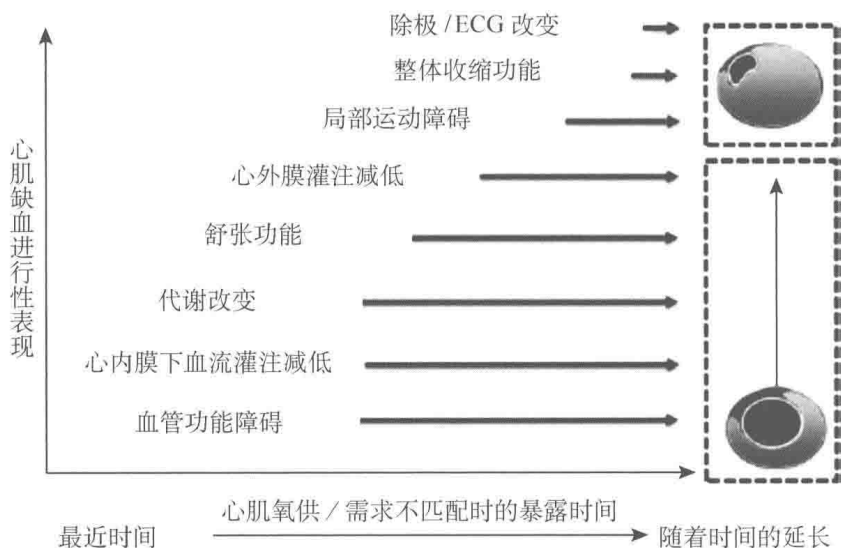 除极/ECG 改变
整体收缩功能
局部运动障碍
心外膜灌注减低
舒张功能
代谢改变
心内膜下血流灌注减低
血管功能障碍
心肌缺血进行性表现
心肌氧供/需求不匹配时的暴露时间
最近时间
随着时间的延长